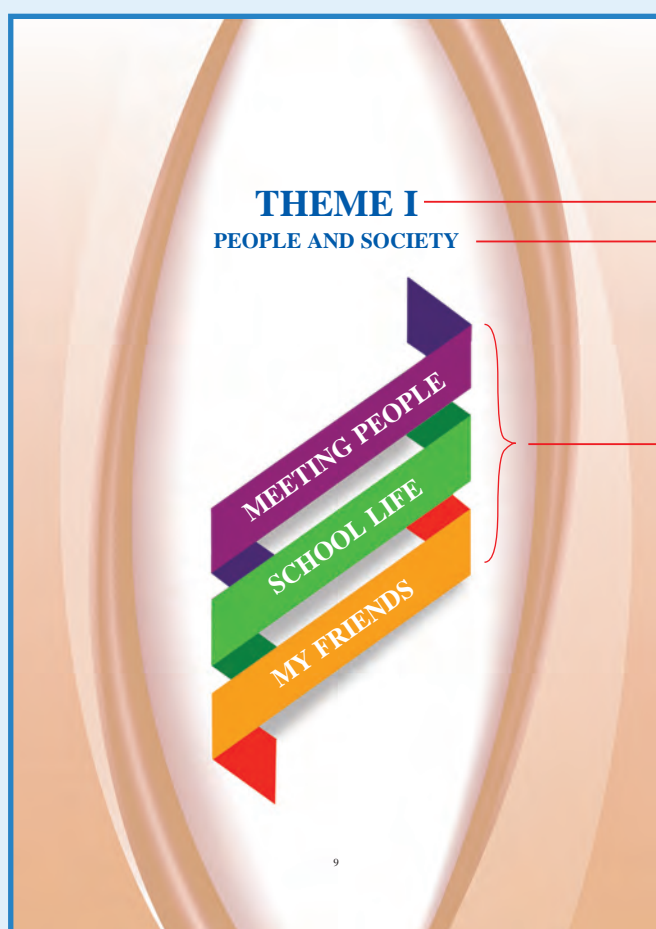 THEME I
PEOPLE AND SOCIETY
MEETING PEOPLE
SCHOOL LIFE
MY FRIENDS
9